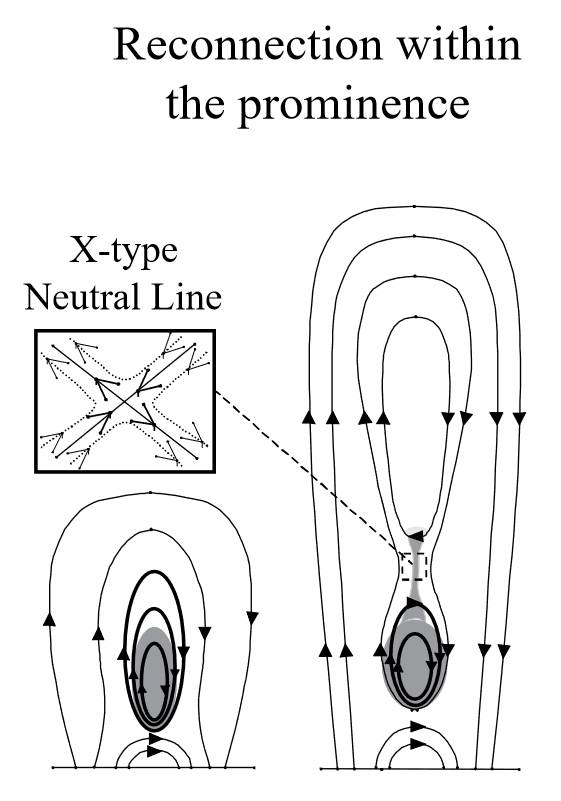 Reconnection within
the prominence
X-type
Neutral Line